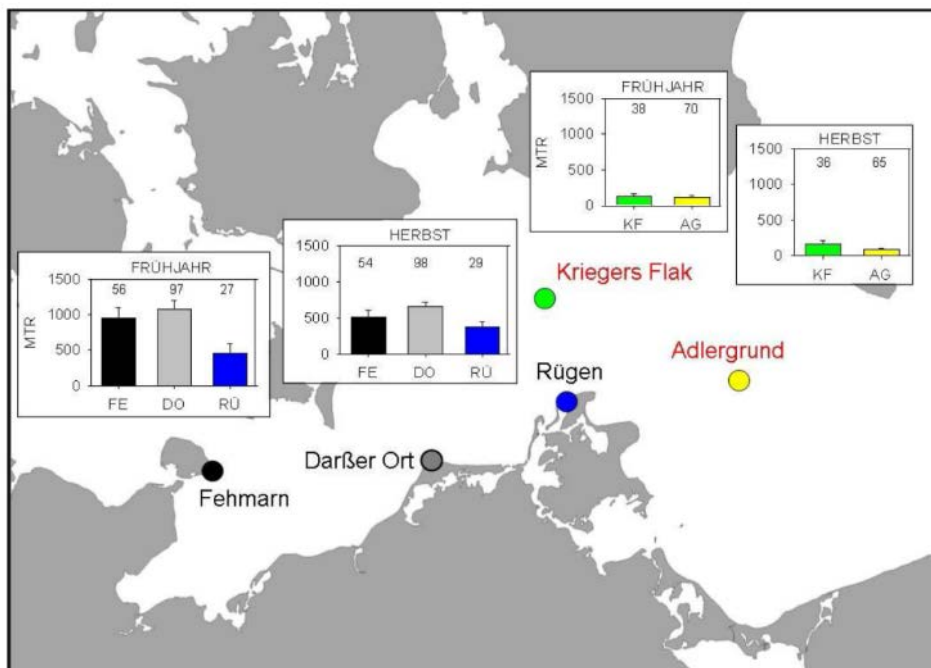 FRÜHJAHR
1500
38
70
1000
MTR
500
0
KF
AG
HERBST
1500
36
65
1000
500
0
KF
AG
HERBST
1500
54
98
29
1000
500
0
FE
DO
RÜ
FRÜHJAHR
1500
56
97
27
1000
MTR
500
0
FE
DO
RÜ
Kriegers Flak
Adlergrund
Rügen
Darßer Ort
Fehmarn